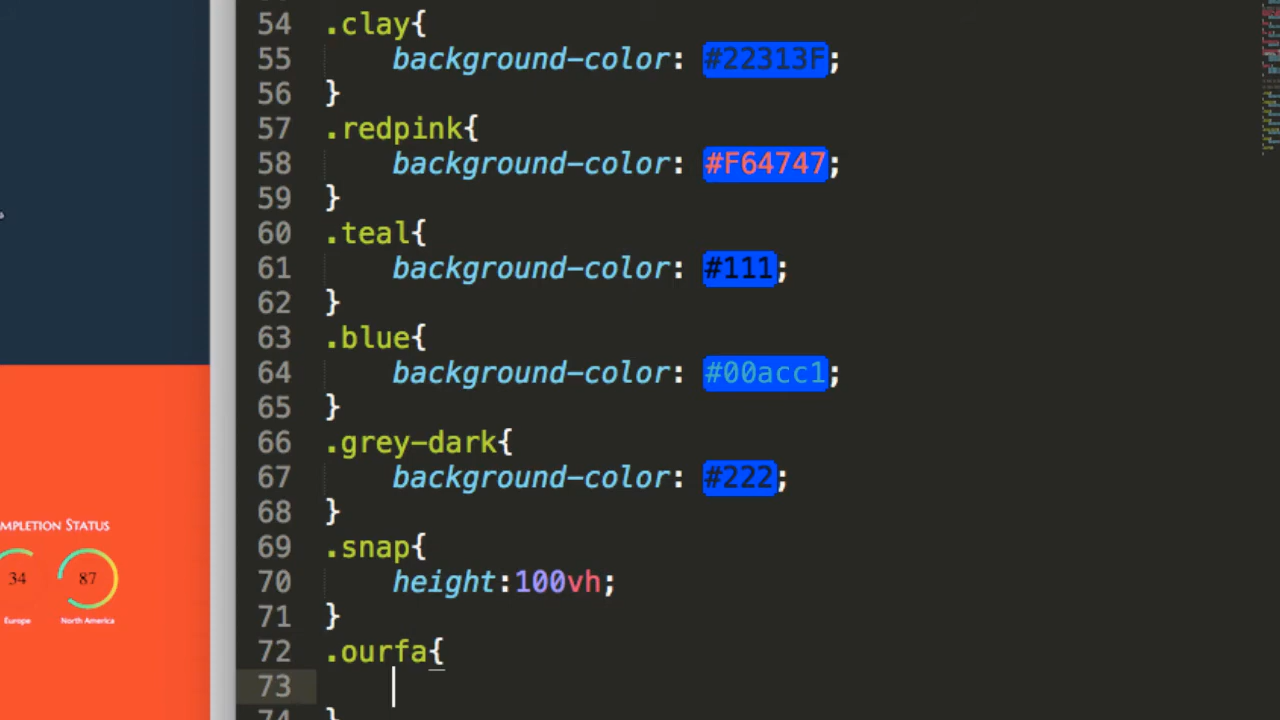 54 .clay{
55 background-color: #22313F;
56 }
57 .redpink{
58 background-color: #F64747;
59 }
60 .teal{
61 background-color: #111;
62 }
63 .blue{
64 background-color: #00acc1;
65 }
66 .grey-dark{
67 background-color: #222;
68 }
69 .snap{
70 height:100vh;
71 }
72 .ourfa{
73
74 }
MPLETION STATUS
34 87
Europe North America